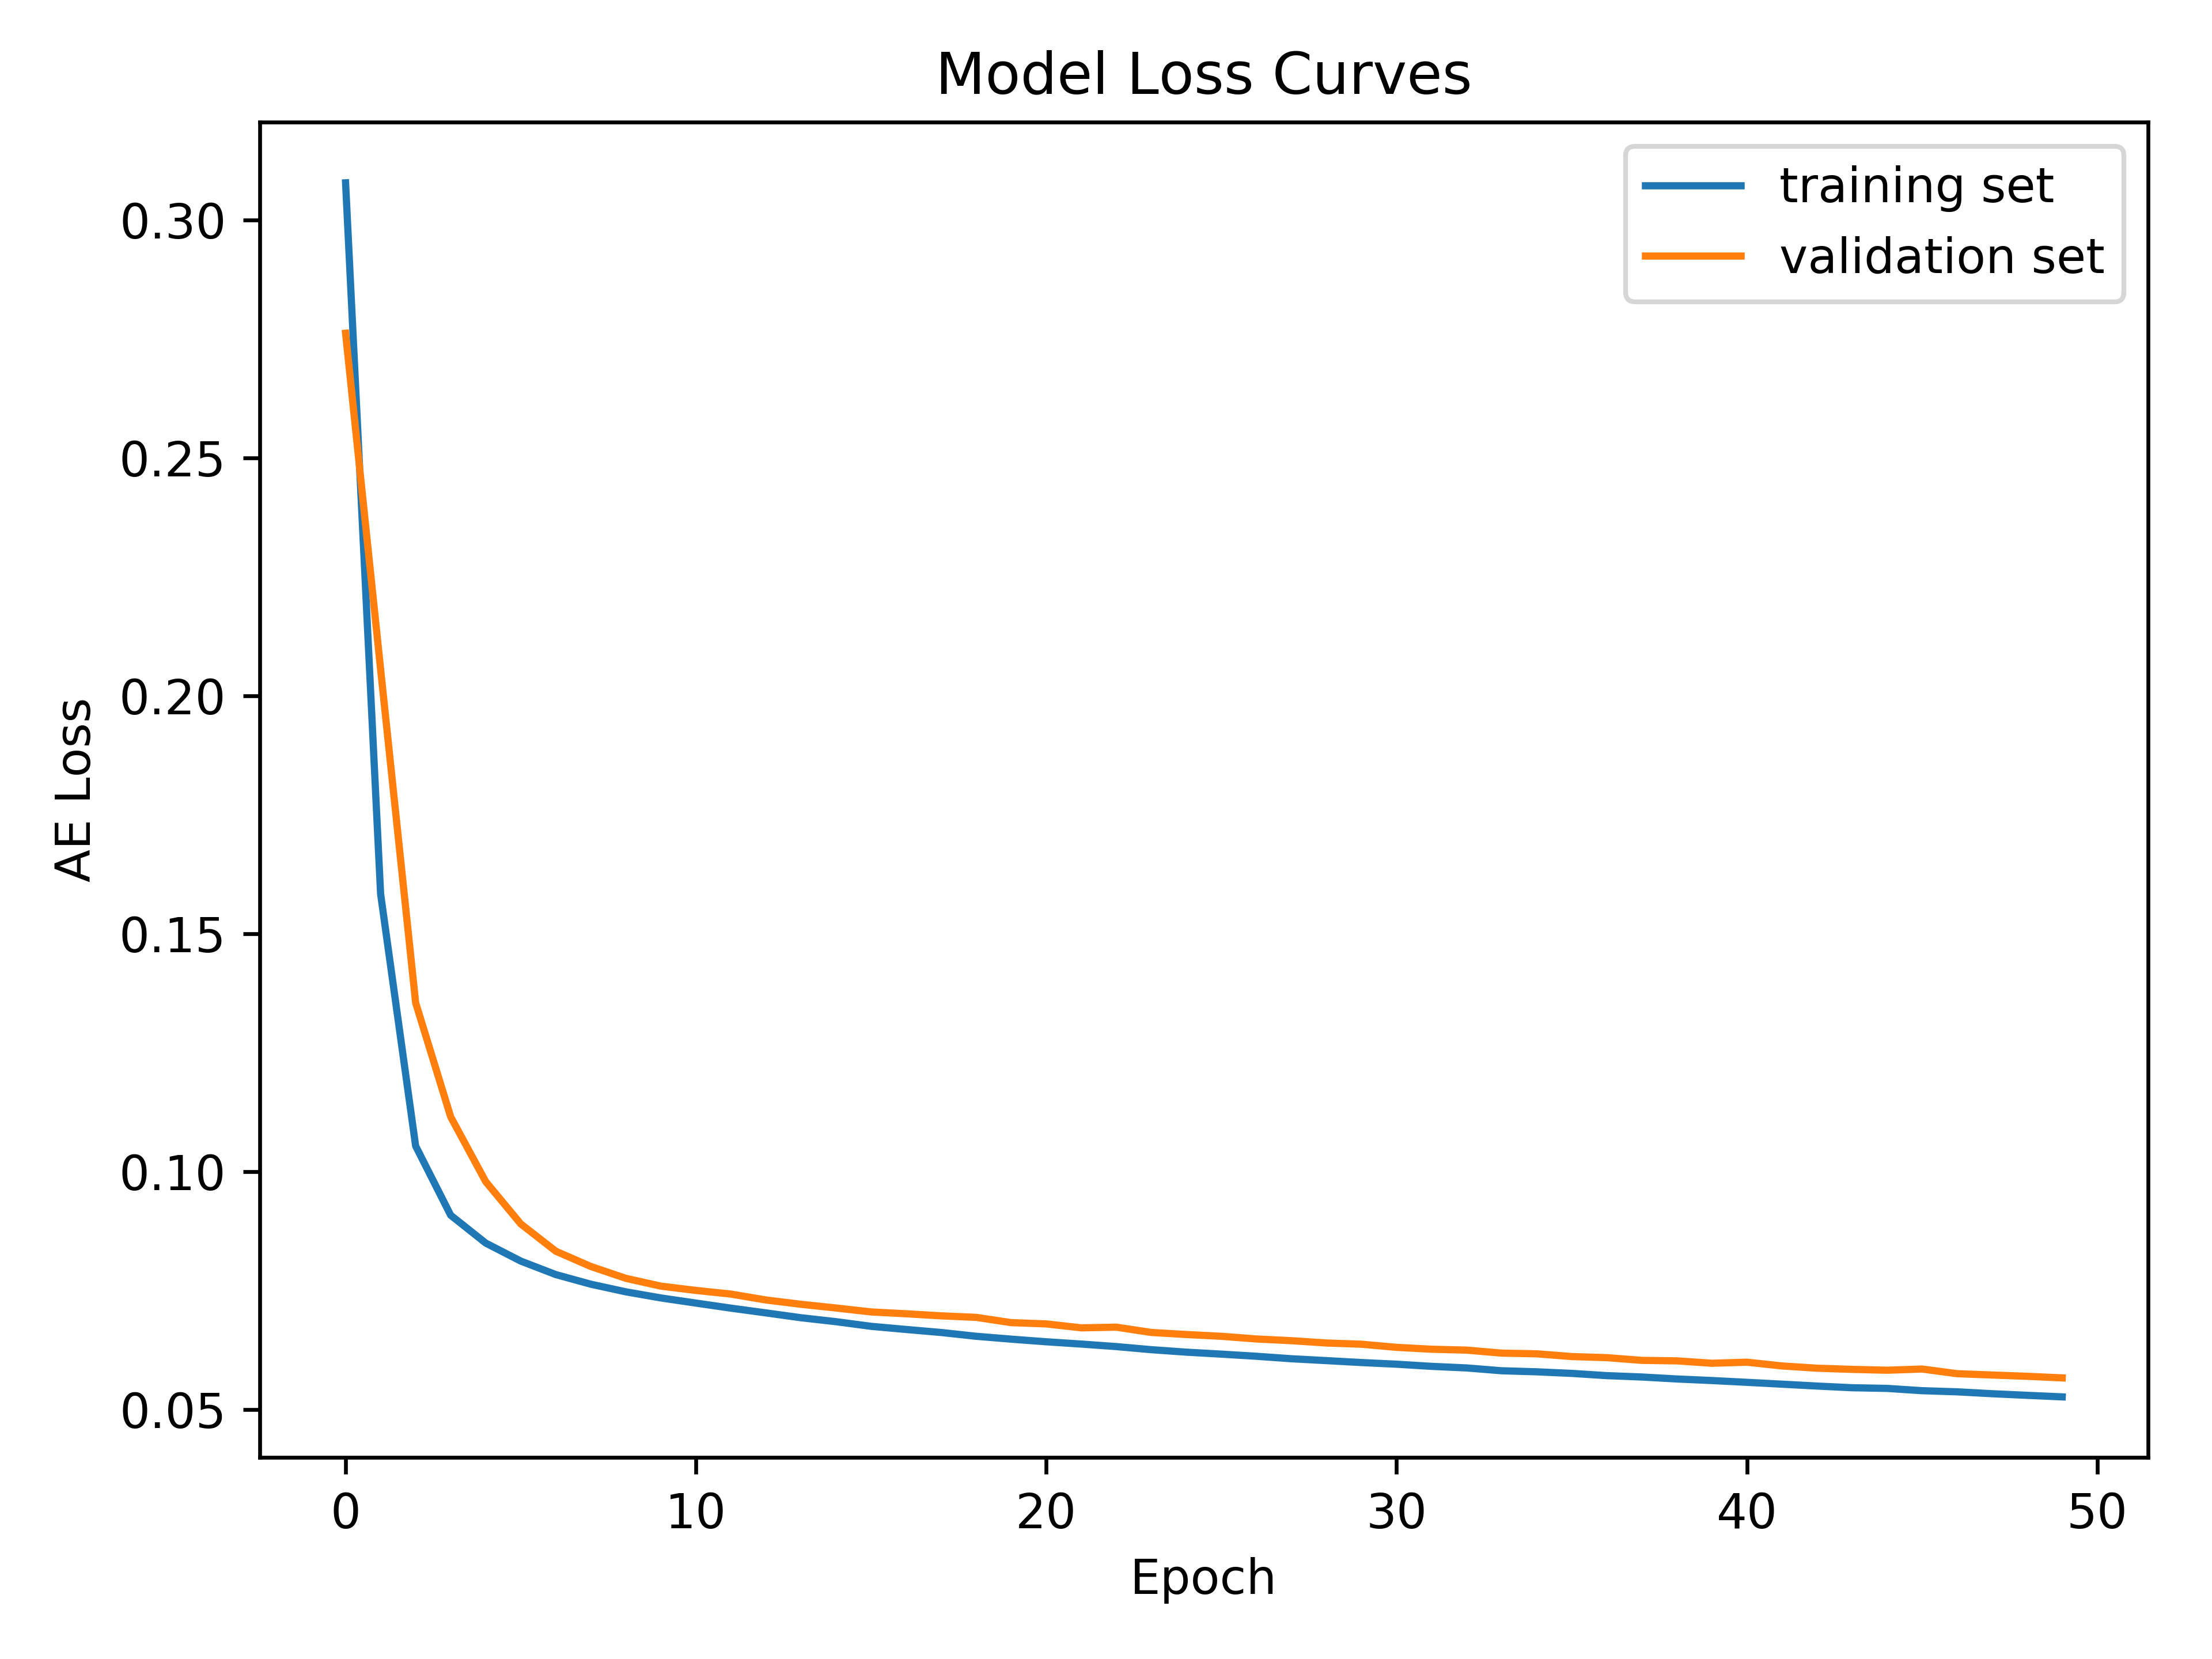 Model Loss Curves
training set
validation set
0.30
0.25
0.20
0.15
0.10
0.05
AE Loss
0 10 20 30 40 50
Epoch